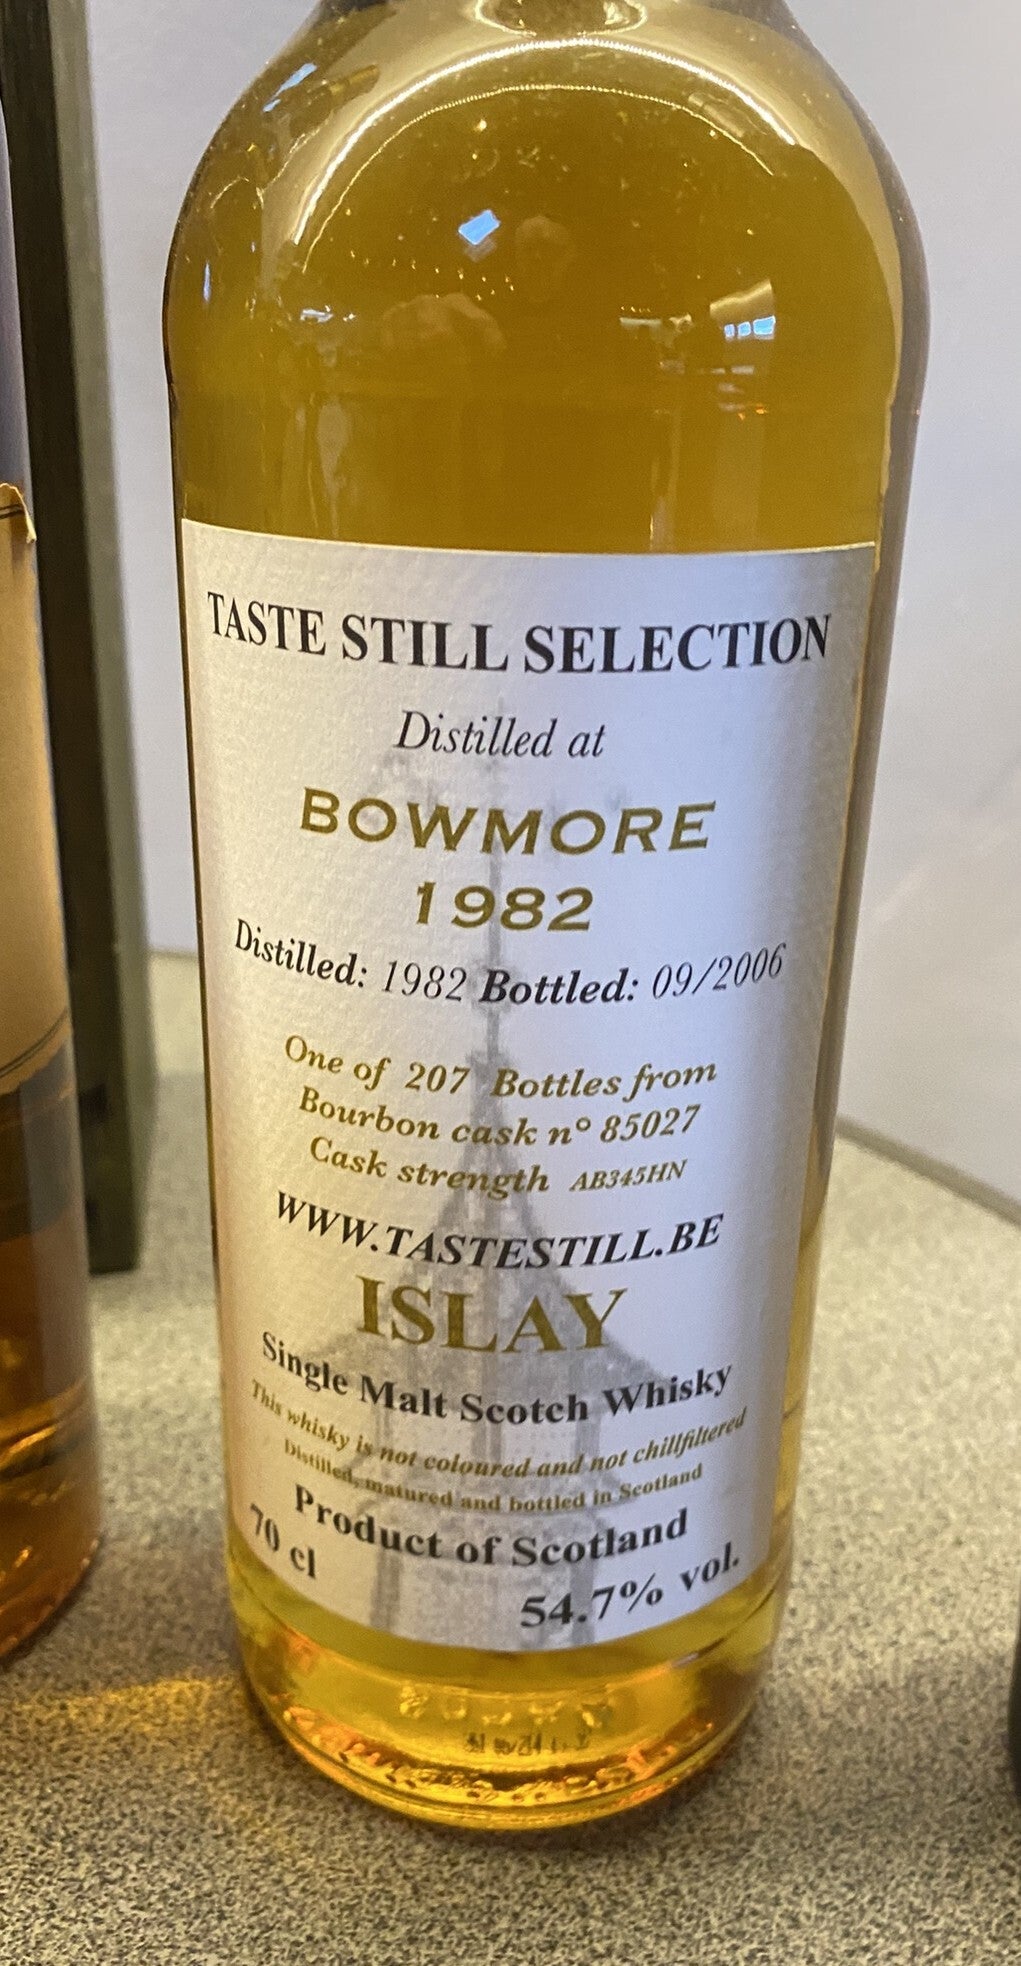 TASTE STILL SELECTION
Distilled at
BOWMORE
1982
Distilled: 1982 Bottled: 09/2006
One of 207 Bottles from
Bourbon cask n° 85027
Cask strength AB345HN
WWW.TASTESTILL.BE
ISLAY
Single Malt Scotch Whisky
This whisky is not coloured and not chillfiltered
Distilled, matured and bottled in Scotland
Product of Scotland
70 cl
54.7% vol.